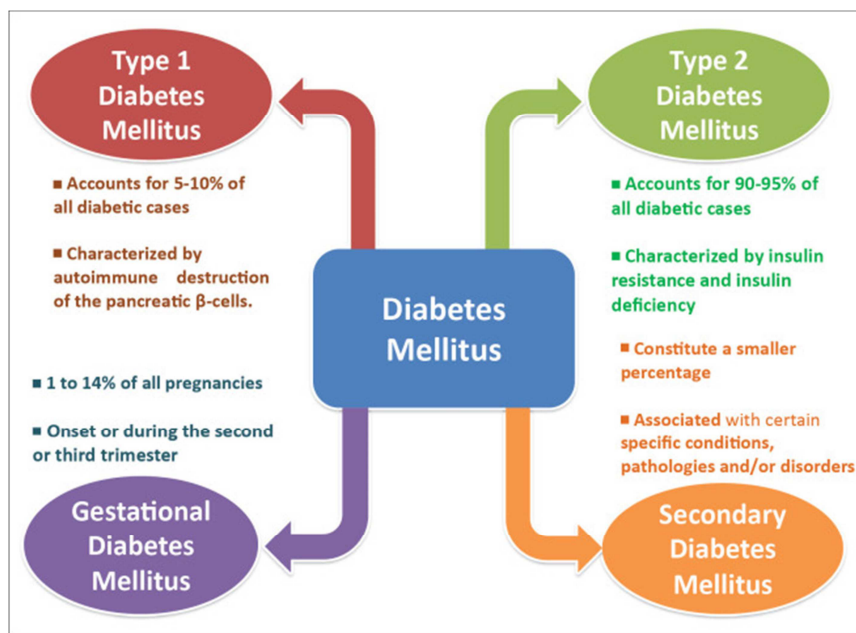 Type 1
Diabetes
Mellitus
■ Accounts for 5-10% of
all diabetic cases
■ Characterized by
autoimmune destruction
of the pancreatic β-cells.
Type 2
Diabetes
Mellitus
■ Accounts for 90-95% of
all diabetic cases
■ Characterized by insulin
resistance and insulin
deficiency
Diabetes
Mellitus
■ 1 to 14% of all pregnancies
■ Onset or during the second
or third trimester
Gestational
Diabetes
Mellitus
■ Constitute a smaller
percentage
■ Associated with certain
specific conditions,
pathologies and/or disorders
Secondary
Diabetes
Mellitus